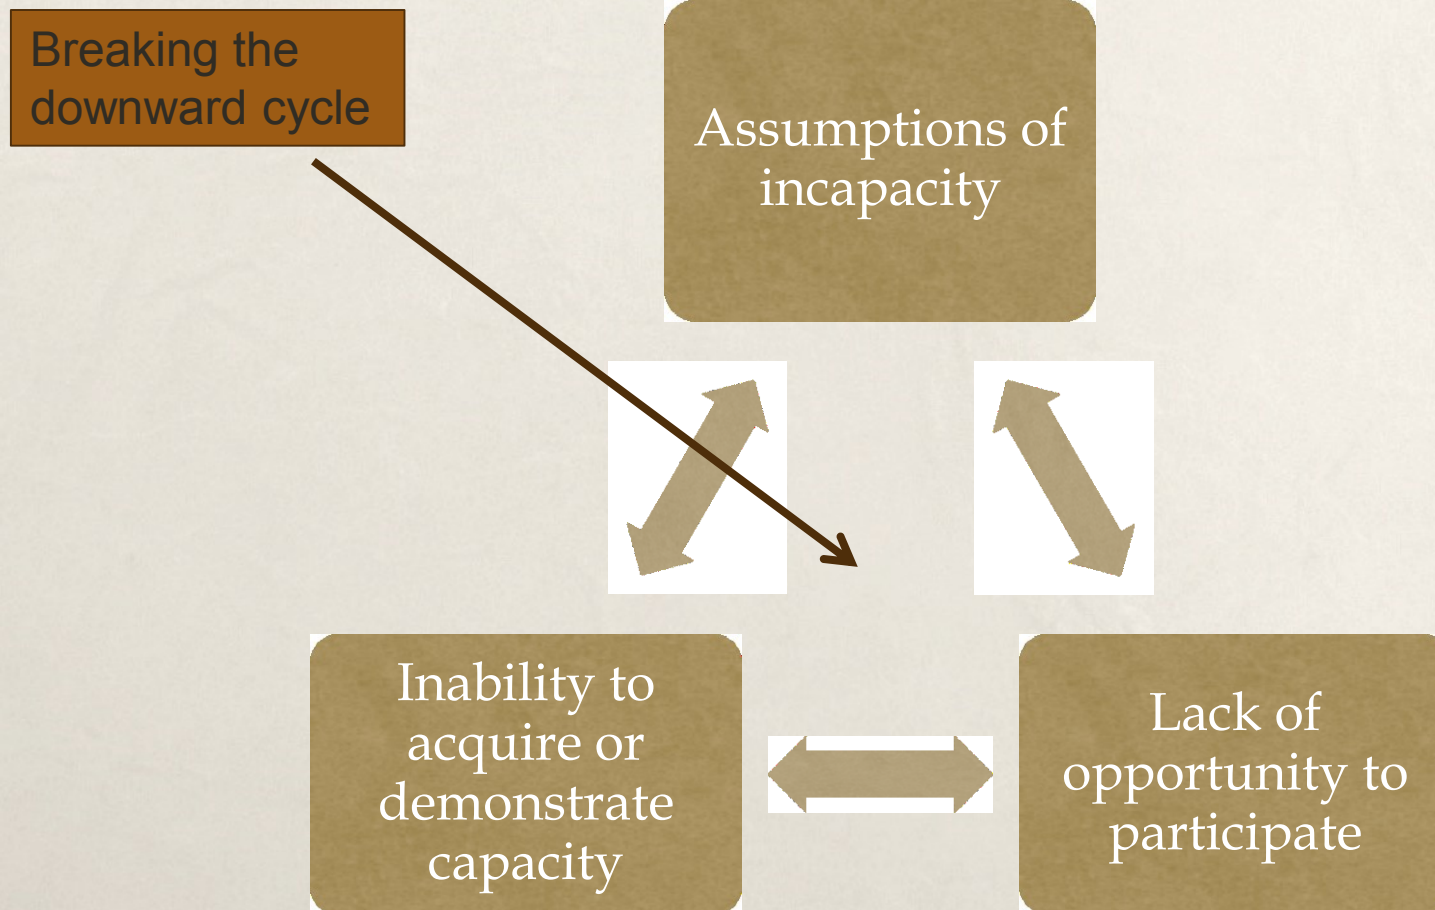 Breaking the
downward cycle
Assumptions of
incapacity
Inability to
acquire or
demonstrate
capacity
Lack of
opportunity to
participate